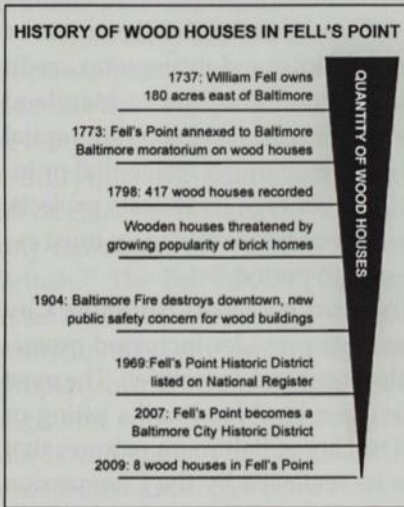 HISTORY OF WOOD HOUSES IN FELL'S POINT
1737: William Fell owns
180 acres east of Baltimore
1773: Fell's Point annexed to Baltimore
Baltimore moratorium on wood houses
1798: 417 wood houses recorded
Wooden houses threatened by
growing popularity of brick homes
1904: Baltimore Fire destroys downtown, new
public safety concern for wood buildings
1969:Fell's Point Historic District
listed on National Register
2007: Fell's Point becomes a
Baltimore City Historic District
2009: 8 wood houses in Fell's Point
QUANTITY OF WOOD HOUSES